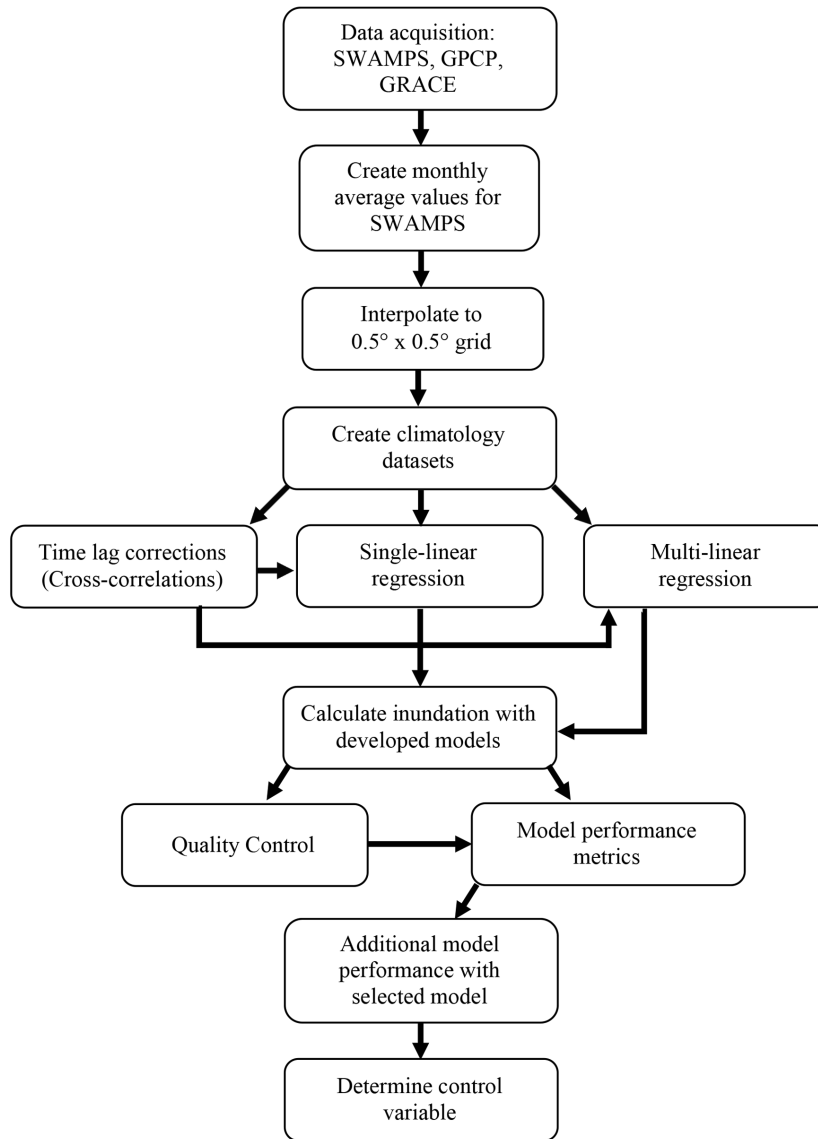 Data acquisition:
SWAMPS, GPCP,
GRACE
Create monthly
average values for
SWAMPS
Interpolate to
0.5° x 0.5° grid
Create climatology
datasets
Time lag corrections
(Cross-correlations)
Single-linear
regression
Multi-linear
regression
Calculate inundation with
developed models
Quality Control
Model performance
metrics
Additional model
performance with
selected model
Determine control
variable